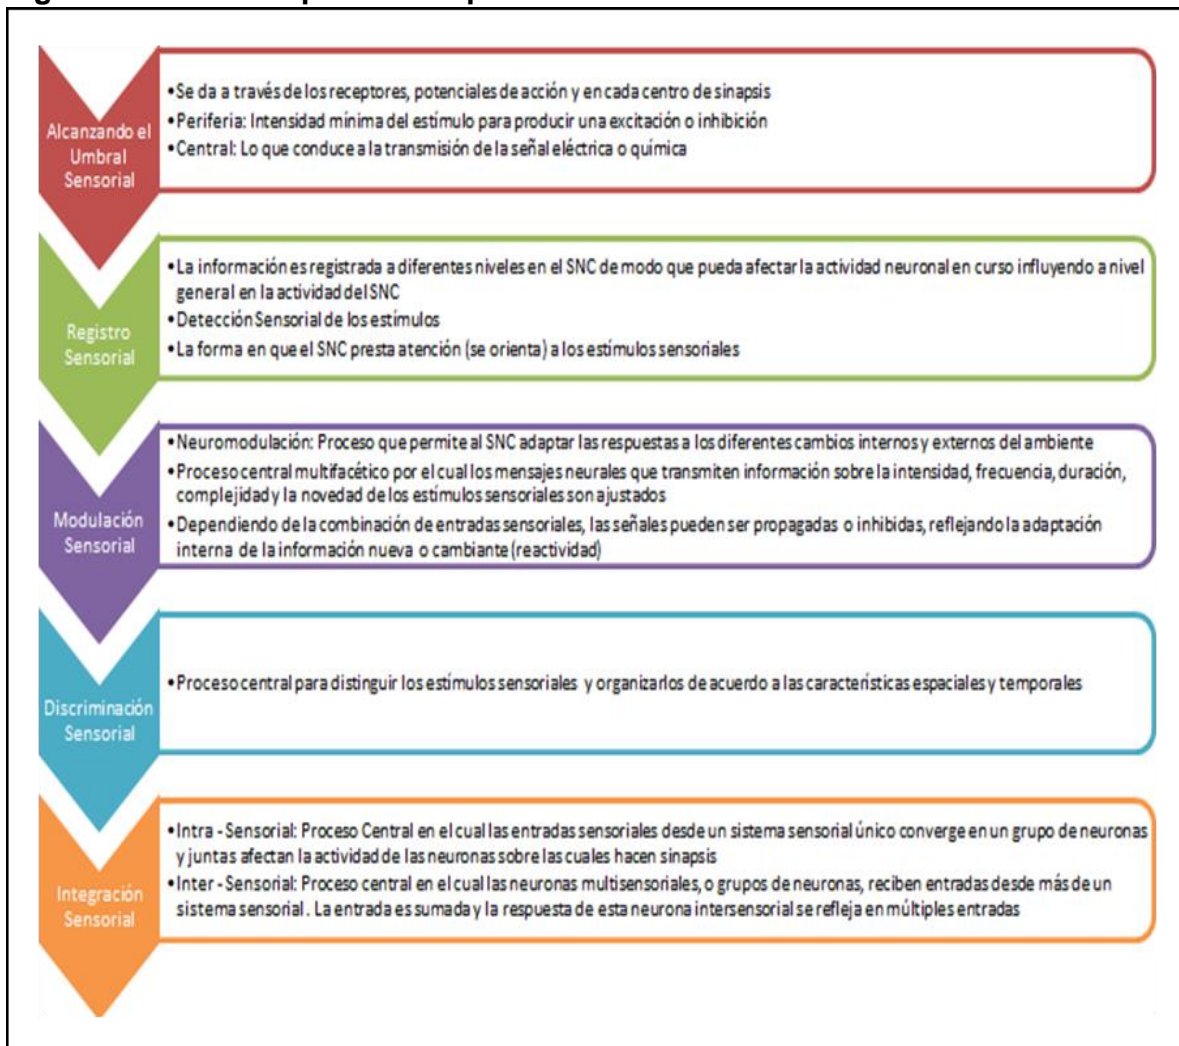 Alcanzando el
Umbral
Sensorial
•Se da a través de los receptores, potenciales de acción y en cada centro de sinapsis
•Periferia: Intensidad mínima del estímulo para producir una excitación o inhibición
•Central: Lo que conduce a la transmisión de la señal eléctrica o química
Registro
Sensorial
•La información es registrada a diferentes niveles en el SNC de modo que pueda afectar la actividad neuronal en curso influyendo a nivel
general en la actividad del SNC
•Detección Sensorial de los estímulos
•La forma en que el SNC presta atención (se orienta) a los estímulos sensoriales
Modulación
Sensorial
•Neuromodulación: Proceso que permite al SNC adaptar las respuestas a los diferentes cambios internos y externos del ambiente
•Proceso central multifacético por el cual los mensajes neurales que transmiten información sobre la intensidad, frecuencia, duración,
complejidad y la novedad de los estímulos sensoriales son ajustados
•Dependiendo de la combinación de entradas sensoriales, las señales pueden ser propagadas o inhibidas, reflejando la adaptación
interna de la información nueva o cambiante (reactividad)
Discriminación
Sensorial
•Proceso central para distinguir los estímulos sensoriales y organizarlos de acuerdo a las características espaciales y temporales
Integración
Sensorial
•Intra - Sensorial: Proceso Central en el cual las entradas sensoriales desde un sistema sensorial único converge en un grupo de neuronas
y juntas afectan la actividad de las neuronas sobre las cuales hacen sinapsis
•Inter - Sensorial: Proceso central en el cual las neuronas multisensoriales, o grupos de neuronas, reciben entradas desde más de un
sistema sensorial. La entrada es sumada y la respuesta de esta neurona intersensorial se refleja en múltiples entradas